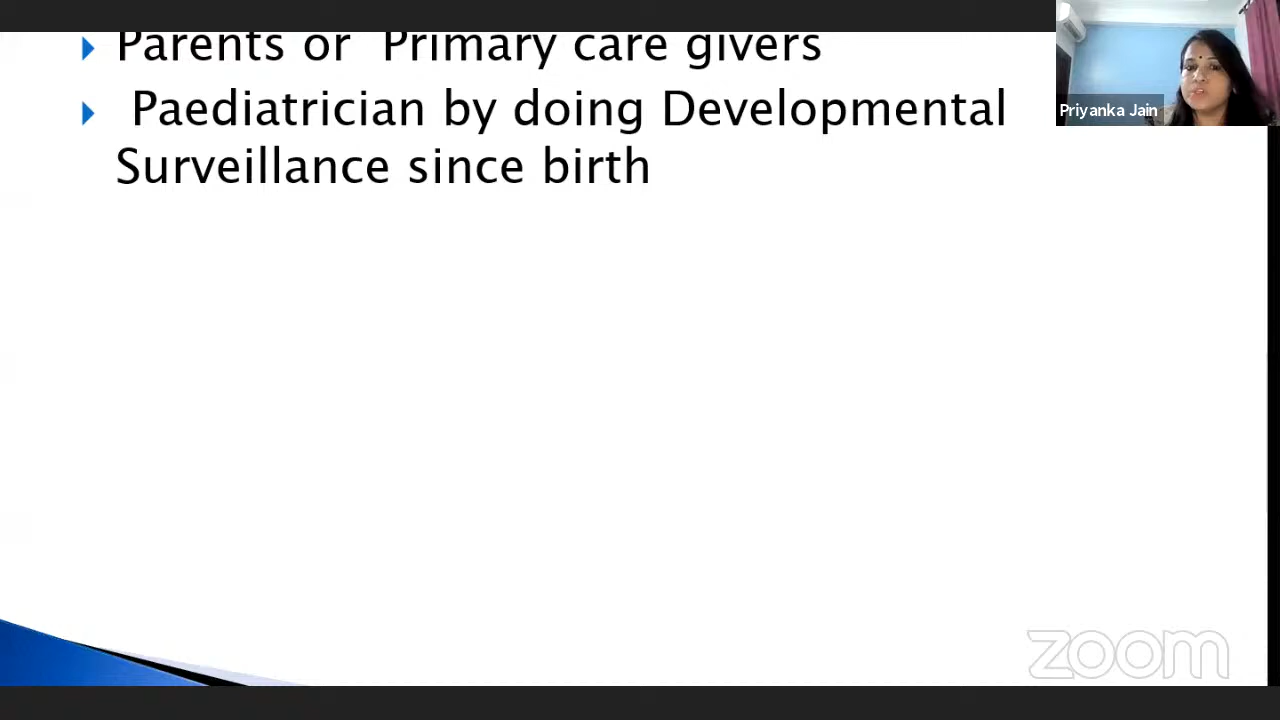 Parents or Primary care givers
Paediatrician by doing Developmental
Surveillance since birth
Priyanka Jain
zoom